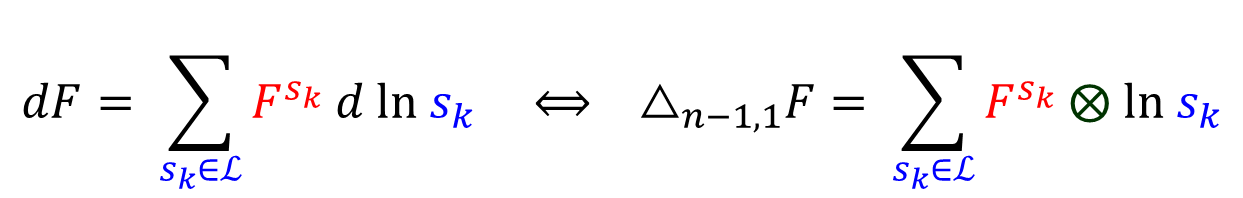 dF = ∑_{s_k∈ℒ} F^{s_k} d ln s_k ⟺ △_{n−1,1}F = ∑_{s_k∈ℒ} F^{s_k} ⊗ ln s_k